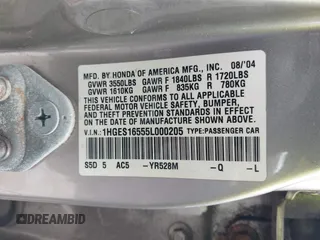 MFD. BY HONDA OF AMERICA MFG., INC. 08/'04
GVWR 3550LBS GAWR F 1840LBS R 1720LBS
GVWR 1610KG GAWR F 835KG R 780KG
THIS VEHICLE CONFORMS TO ALL APPLICABLE
FEDERAL MOTOR VEHICLE SAFETY, BUMPER,
AND THEFT PREVENTION STANDARDS IN EFFECT
ON THE DATE OF MANUFACTURE SHOWN ABOVE.
V.I.N.: 1HGES16555L000205 TYPE:PASSENGER CAR
S5D 5 AC5 -YR528M -Q -L
DREAMBID